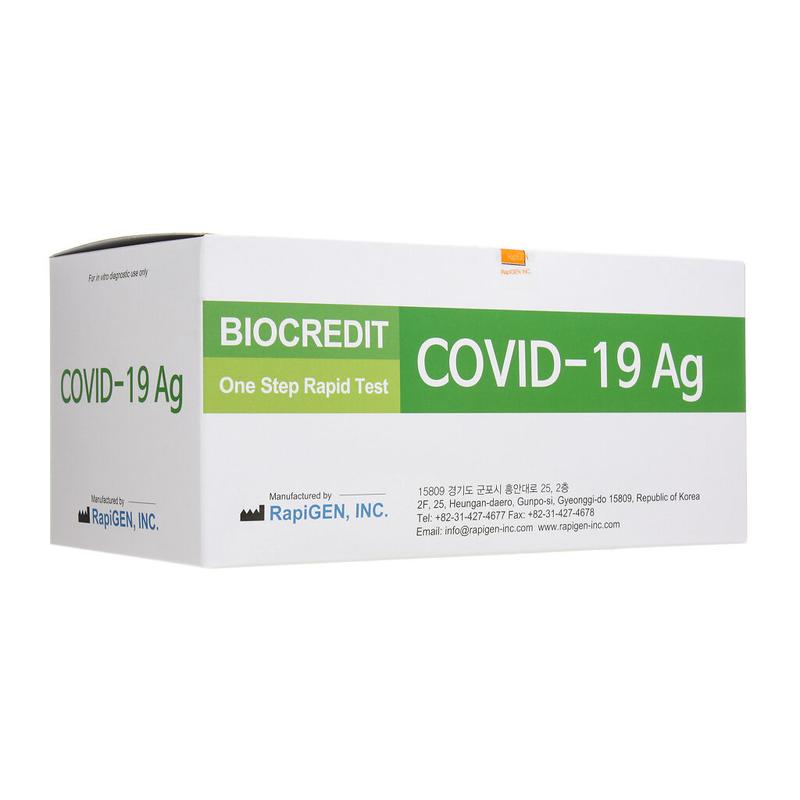 For in vitro diagnostic use only
COVID-19 Ag
Manufactured by
RapiGEN, INC.
RapiGEN, INC.
BIOCREDIT
One Step Rapid Test
COVID-19 Ag
Manufactured by
RapiGEN, INC.
15809 경기도 군포시 흥안대로 25, 2층
2F, 25, Heungan-daero, Gunpo-si, Gyeonggi-do 15809, Republic of Korea
Tel: +82-31-427-4677 Fax: +82-31-427-4678
Email: info@rapigen-inc.com www.rapigen-inc.com